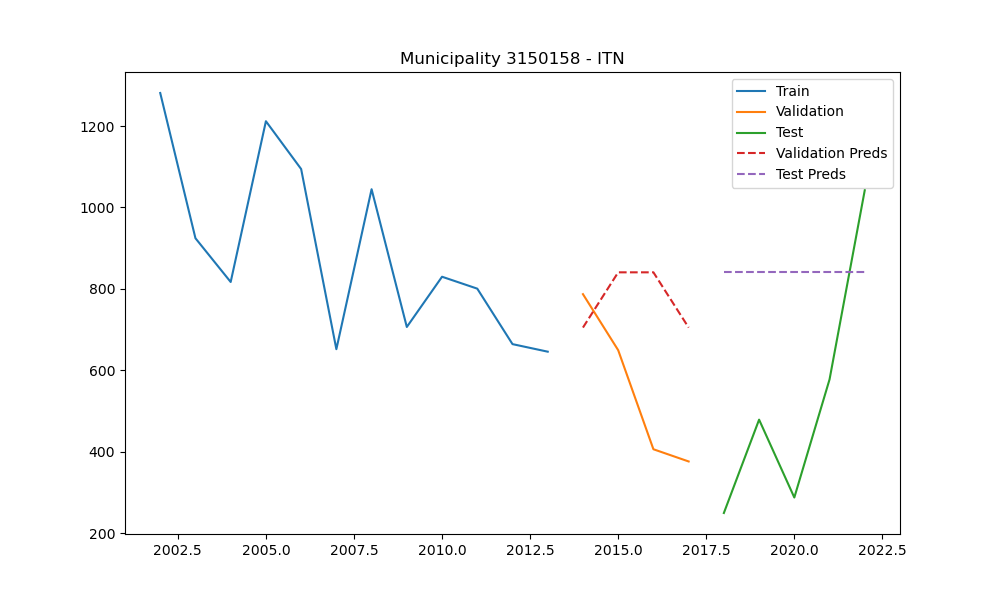 Municipality 3150158 - ITN
Train
Validation
Test
Validation Preds
Test Preds
1200
1000
800
600
400
200
2002.5 2005.0 2007.5 2010.0 2012.5 2015.0 2017.5 2020.0 2022.5